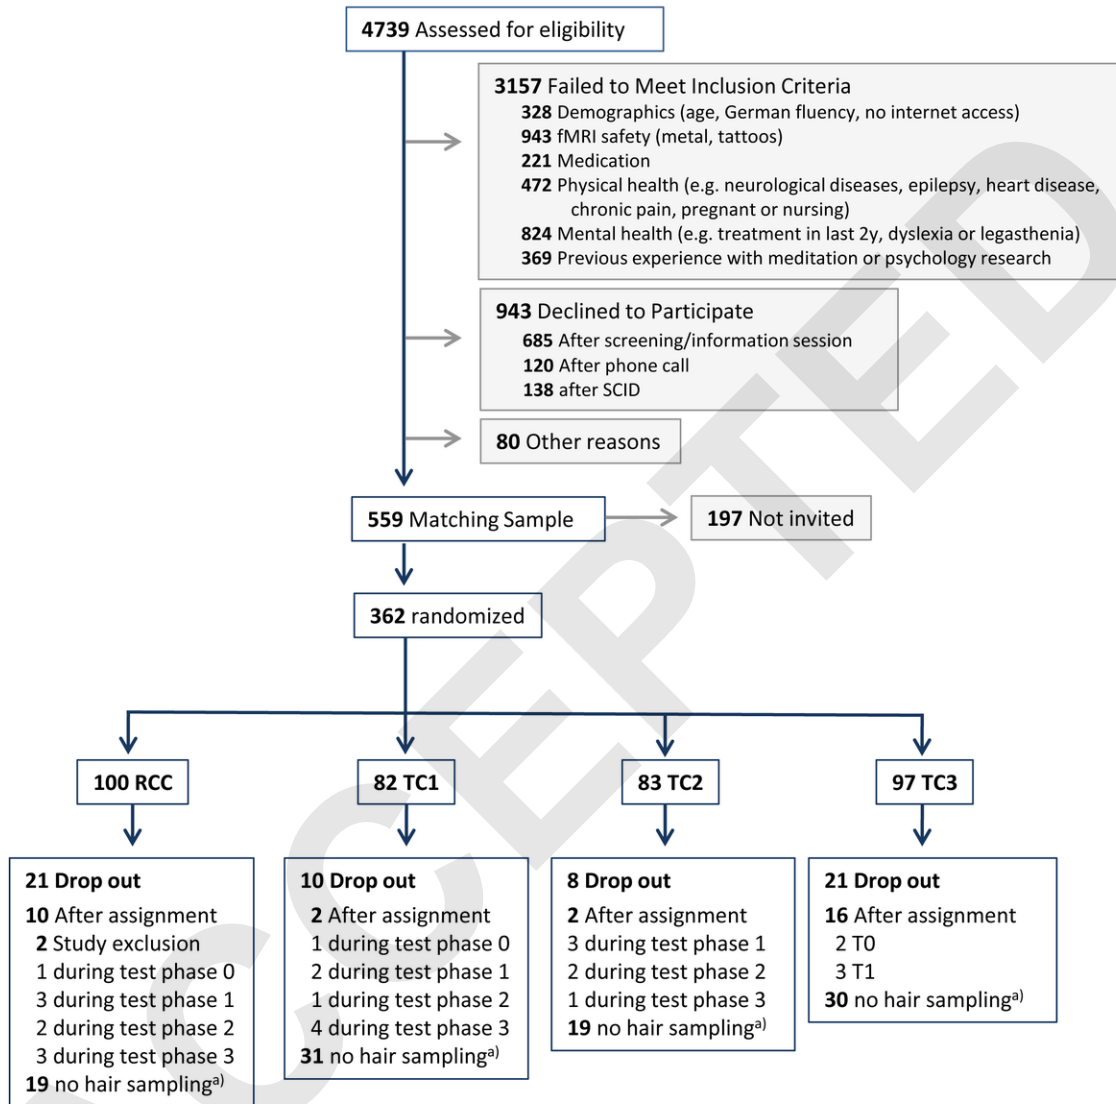 4739 Assessed for eligibility
3157 Failed to Meet Inclusion Criteria
328 Demographics (age, German fluency, no internet access)
943 fMRI safety (metal, tattoos)
221 Medication
472 Physical health (e.g. neurological diseases, epilepsy, heart disease,
chronic pain, pregnant or nursing)
824 Mental health (e.g. treatment in last 2y, dyslexia or legasthenia)
369 Previous experience with meditation or psychology research
943 Declined to Participate
685 After screening/information session
120 After phone call
138 after SCID
80 Other reasons
559 Matching Sample
197 Not invited
362 randomized
100 RCC
82 TC1
83 TC2
97 TC3
21 Drop out
10 After assignment
2 Study exclusion
1 during test phase 0
3 during test phase 1
2 during test phase 2
3 during test phase 3
19 no hair sampling a)
10 Drop out
2 After assignment
1 during test phase 0
2 during test phase 1
1 during test phase 2
4 during test phase 3
31 no hair sampling a)
8 Drop out
2 After assignment
3 during test phase 1
2 during test phase 2
1 during test phase 3
19 no hair sampling a)
21 Drop out
16 After assignment
2 T0
3 T1
30 no hair sampling a)
CCEPTED